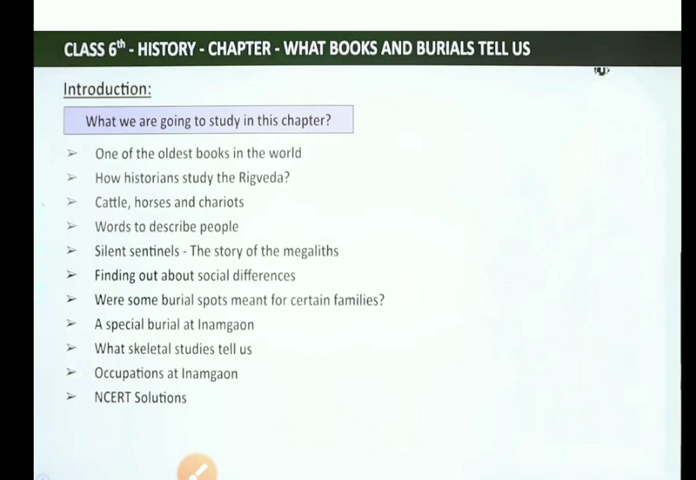 CLASS 6th - HISTORY - CHAPTER - WHAT BOOKS AND BURIALS TELL US
Introduction:
What we are going to study in this chapter?
➢ One of the oldest books in the world
➢ How historians study the Rigveda?
➢ Cattle, horses and chariots
➢ Words to describe people
➢ Silent sentinels - The story of the megaliths
➢ Finding out about social differences
➢ Were some burial spots meant for certain families?
➢ A special burial at Inamgaon
➢ What skeletal studies tell us
➢ Occupations at Inamgaon
➢ NCERT Solutions